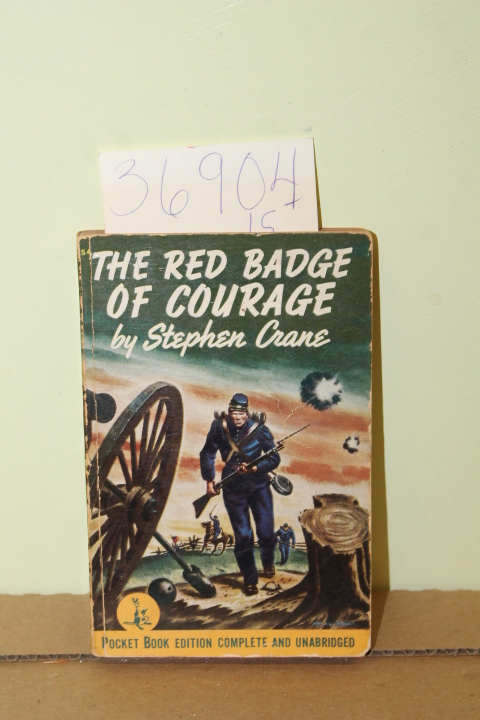 36904
15
THE RED BADGE
OF COURAGE
by Stephen Crane
POCKET BOOK EDITION COMPLETE AND UNABRIDGED